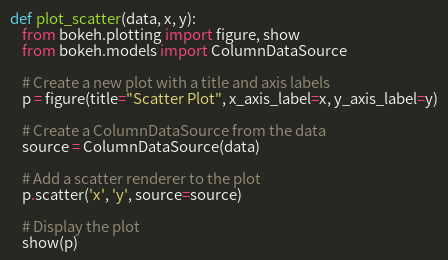 def plot_scatter(data, x, y):
from bokeh.plotting import figure, show
from bokeh.models import ColumnDataSource
# Create a new plot with a title and axis labels
p = figure(title="Scatter Plot", x_axis_label=x, y_axis_label=y)
# Create a ColumnDataSource from the data
source = ColumnDataSource(data)
# Add a scatter renderer to the plot
p.scatter('x', 'y', source=source)
# Display the plot
show(p)